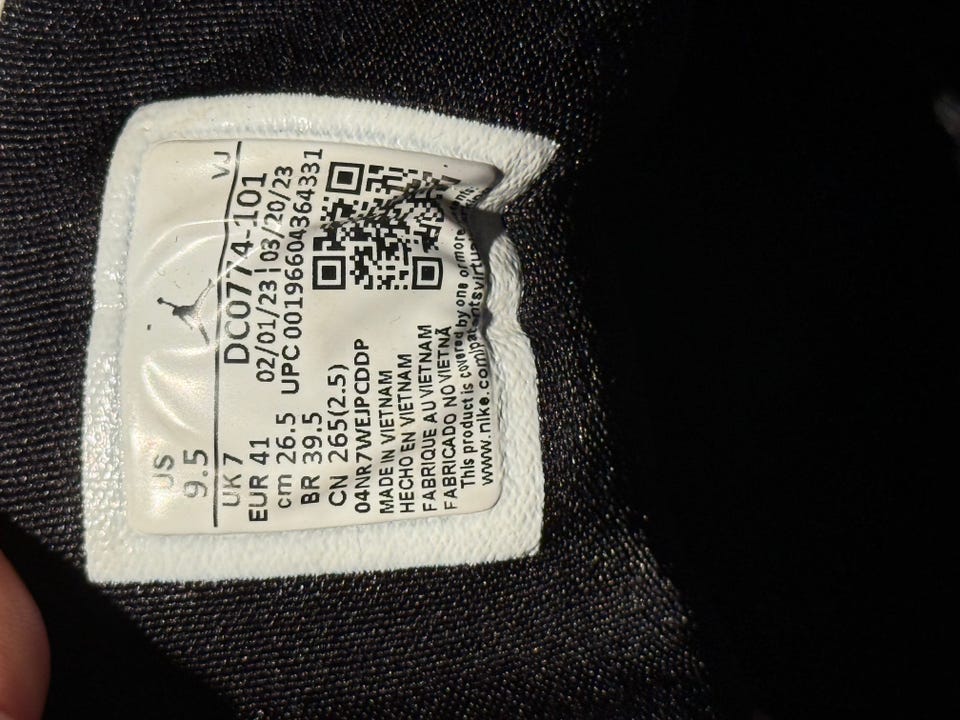 US
9.5
VJ
UK 7
DC0774-101
EUR 41
02/01/23 | 03/20/23
cm 26.5
UPC 00196604364331
BR 39.5
CN 265(2.5)
04NR7WEJPCDDP
MADE IN VIETNAM
HECHO EN VIETNAM
FABRIQUE AU VIETNAM
FABRICADO NO VIETNÃ
This product is covered by one or more
www.nike.com/patentsvirtual